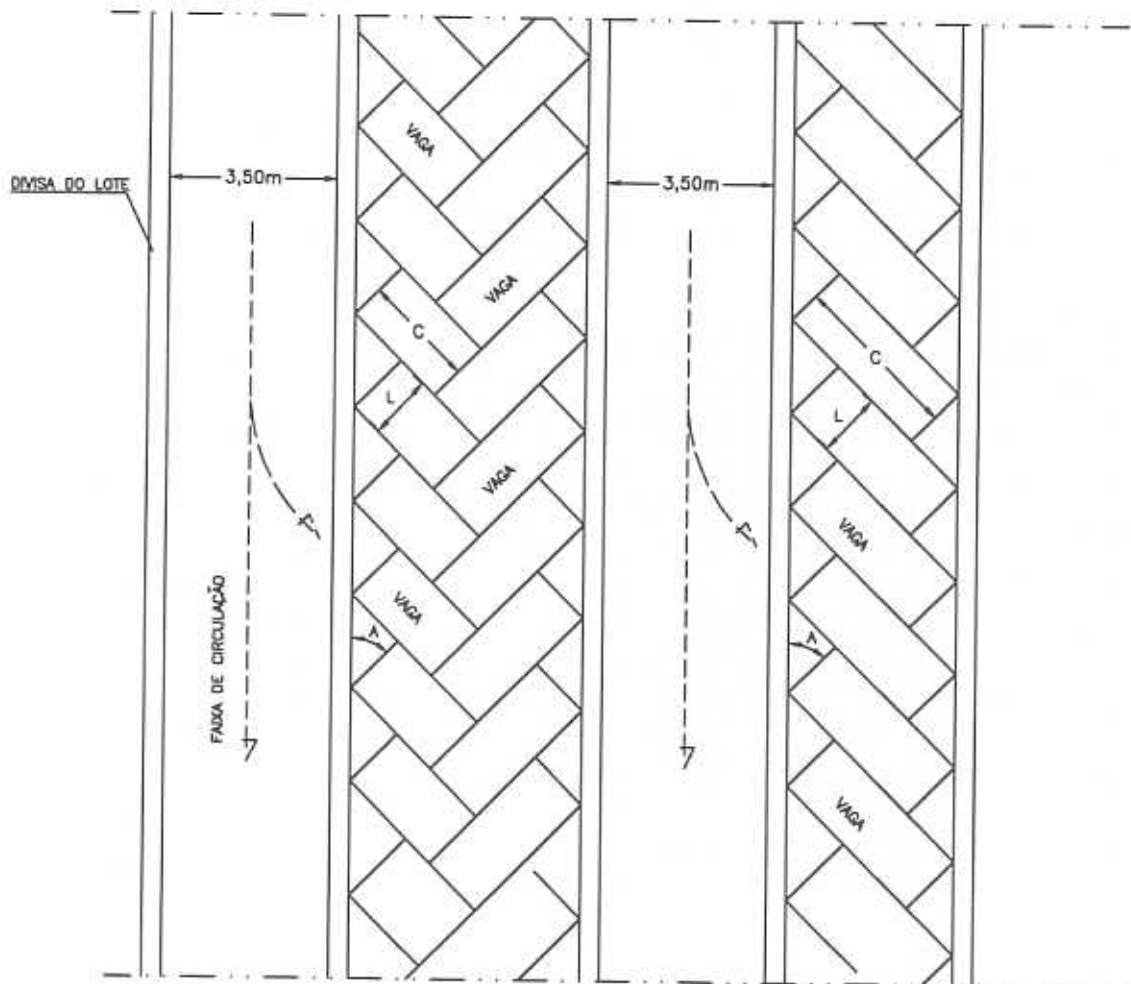 VAGA
DIVISA DO LOTE
3,50m
3,50m
VAGA
C
C
L
L
VAGA
VAGA
VAGA
A
A
FAIXA DE CIRCULAÇÃO
VAGA